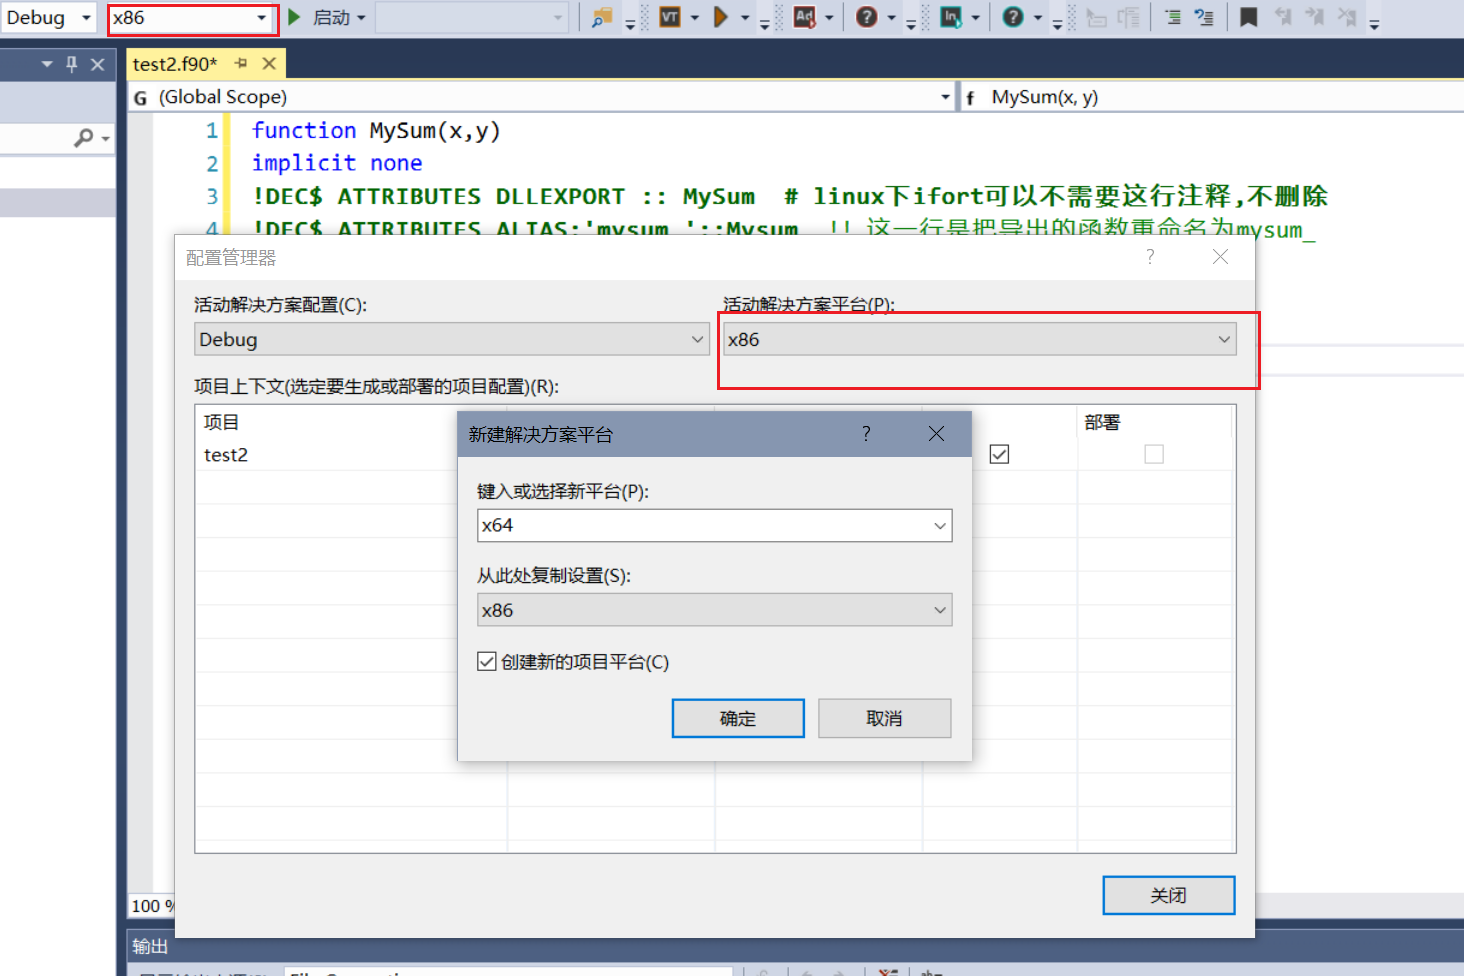 Debug x86 启动
test2.f90*
G (Global Scope) f MySum(x, y)
1 function MySum(x,y)
2 implicit none
3 !DEC$ ATTRIBUTES DLLEXPORT :: MySum # linux下ifort可以不需要这行注释,不删除
4 !DEC$ ATTRIBUTES ALIAS:'mysum_'::Mysum !! 这一行是把导出的函数重命名为mysum_
配置管理器
活动解决方案配置(C): 活动解决方案平台(P):
Debug x86
项目上下文(选定要生成或部署的项目配置)(R):
项目 部署
test2
新建解决方案平台
键入或选择新平台(P):
x64
从此处复制设置(S):
x86
创建新的项目平台(C)
确定 取消
关闭
100 %
输出